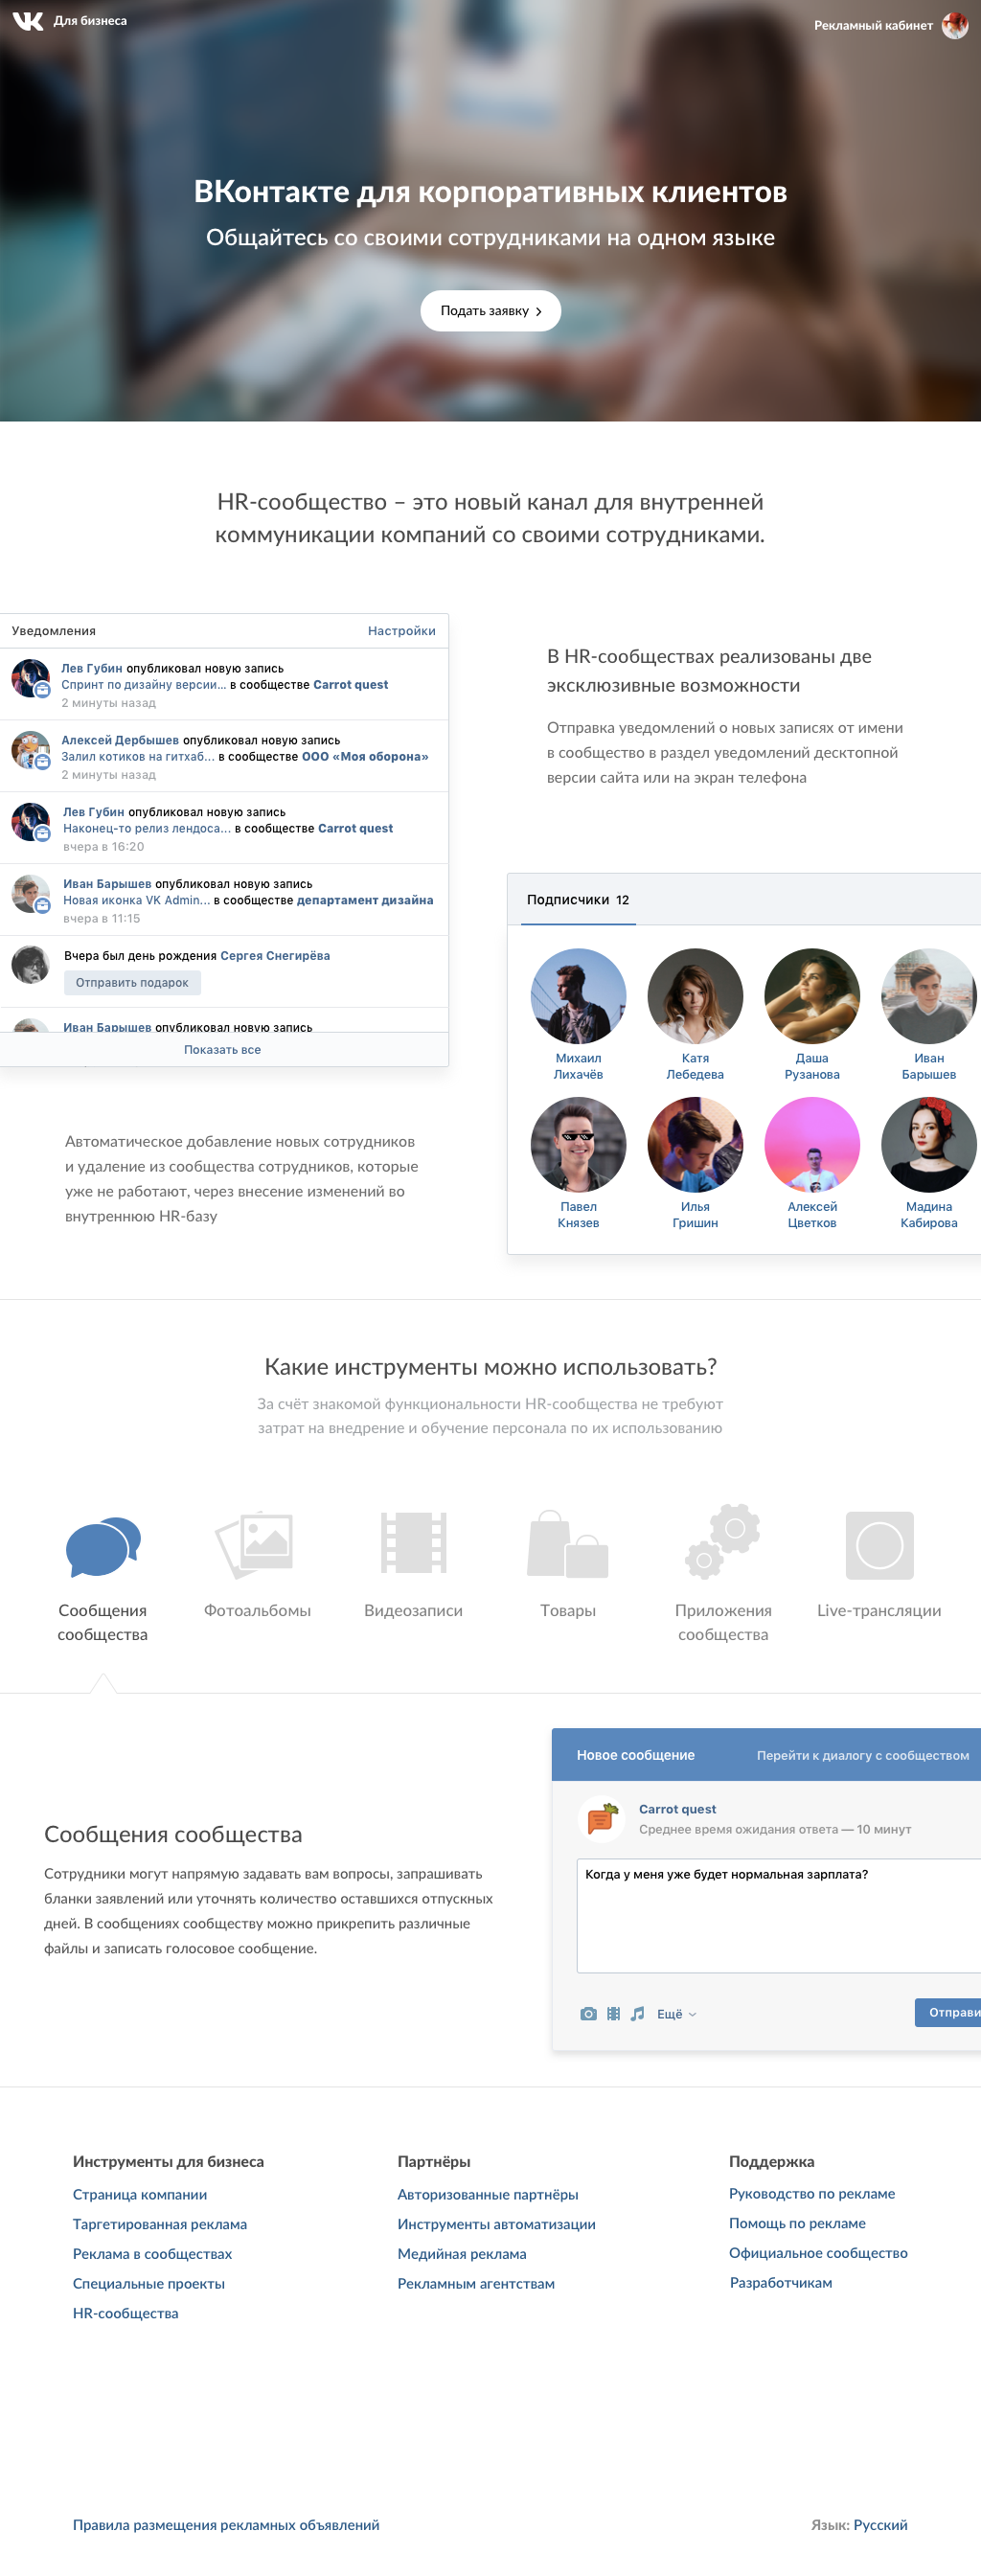 Для бизнеса
Рекламный кабинет
ВКонтакте для корпоративных клиентов
Общайтесь со своими сотрудниками на одном языке
Подать заявку
HR-сообщество – это новый канал для внутренней
коммуникации компаний со своими сотрудниками.
Уведомления
Настройки
Лев Губин опубликовал новую запись
Спринт по дизайну версии... в сообществе Carrot quest
2 минуты назад
Алексей Дербышев опубликовал новую запись
Залил котиков на гитхаб... в сообществе ООО «Моя оборона»
2 минуты назад
Лев Губин опубликовал новую запись
Наконец-то релиз лендоса... в сообществе Carrot quest
вчера в 16:20
Иван Барышев опубликовал новую запись
Новая иконка VK Admin... в сообществе департамент дизайна
вчера в 11:15
Вчера был день рождения Сергея Снегирёва
Отправить подарок
Иван Барышев опубликовал новую запись
Показать все
В HR-сообществах реализованы две
эксклюзивные возможности
Отправка уведомлений о новых записях от имени
в сообщество в раздел уведомлений десктопной
версии сайта или на экран телефона
Подписчики 12
Михаил
Лихачёв
Катя
Лебедева
Даша
Рузанова
Иван
Барышев
Павел
Князев
Илья
Гришин
Алексей
Цветков
Мадина
Кабирова
Автоматическое добавление новых сотрудников
и удаление из сообщества сотрудников, которые
уже не работают, через внесение изменений во
внутреннюю HR-базу
Какие инструменты можно использовать?
За счёт знакомой функциональности HR-сообщества не требуют
затрат на внедрение и обучение персонала по их использованию
Сообщения
сообщества
Фотоальбомы
Видеозаписи
Товары
Приложения
сообщества
Live-трансляции
Сообщения сообщества
Сотрудники могут напрямую задавать вам вопросы, запрашивать
бланки заявлений или уточнять количество оставшихся отпускных
дней. В сообщениях сообществу можно прикрепить различные
файлы и записать голосовое сообщение.
Новое сообщение
Перейти к диалогу с сообществом
Carrot quest
Среднее время ожидания ответа — 10 минут
Когда у меня уже будет нормальная зарплата?
Ещё
Отправи
Инструменты для бизнеса
Страница компании
Таргетированная реклама
Реклама в сообществах
Специальные проекты
HR-сообщества
Партнёры
Авторизованные партнёры
Инструменты автоматизации
Медийная реклама
Рекламным агентствам
Поддержка
Руководство по рекламе
Помощь по рекламе
Официальное сообщество
Разработчикам
Правила размещения рекламных объявлений
Язык: Русский